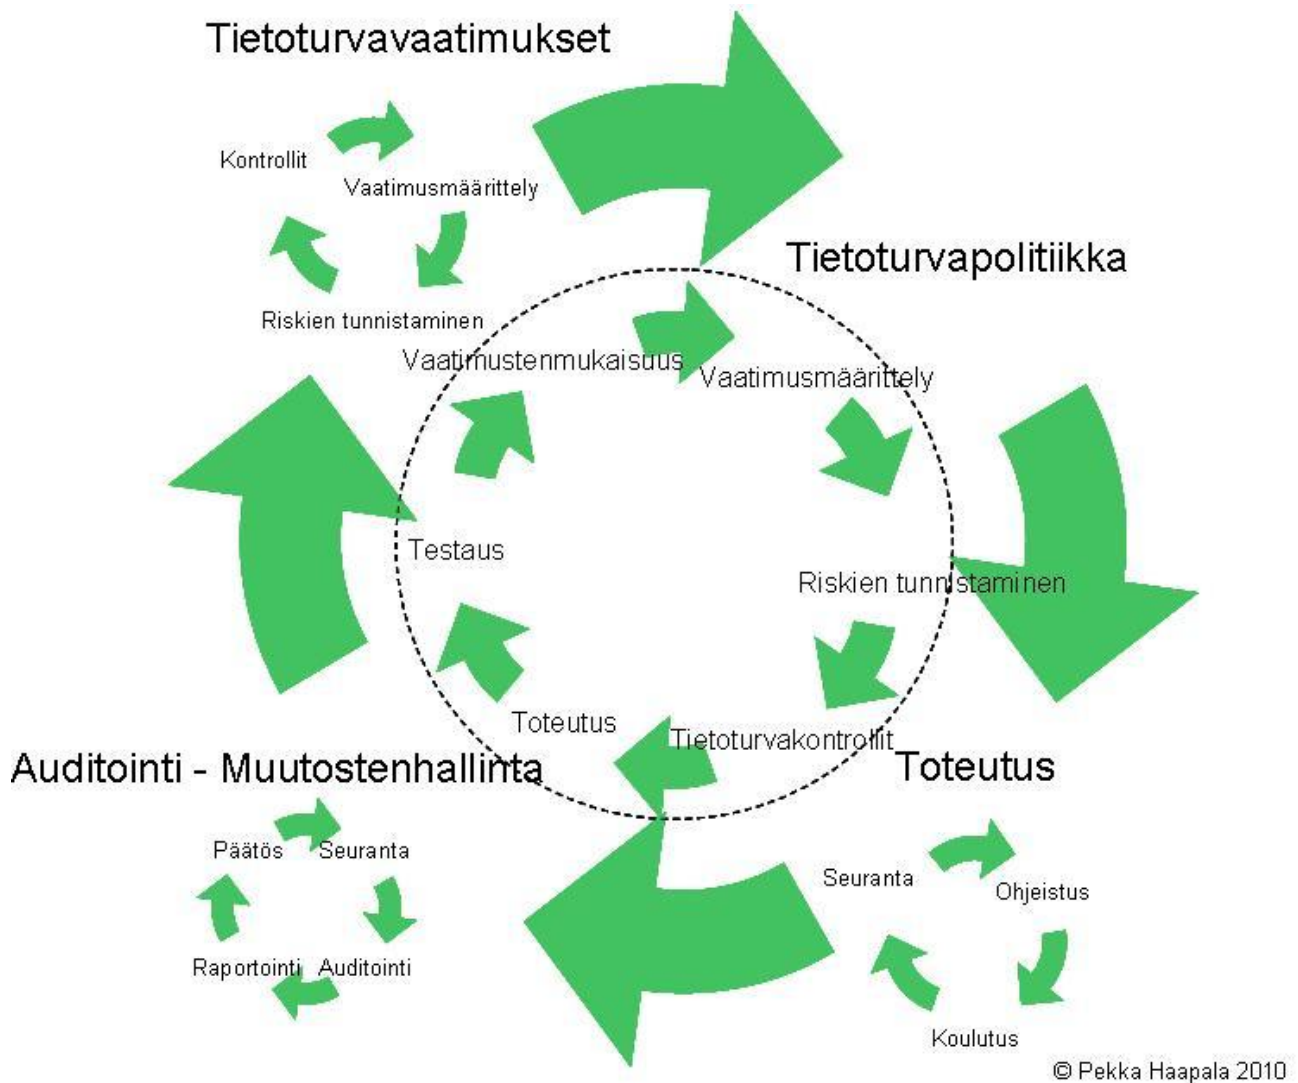 Tietoturvavaatimukset
Kontrollit
Vaatimusmäärittely
Riskien tunnistaminen
Tietoturvapolitiikka
Vaatimustenmukaisuus
Vaatimusmäärittely
Testaus
Riskien tunnistaminen
Toteutus
Tietoturvakontrollit
Auditointi - Muutostenhallinta
Toteutus
Päätös
Seuranta
Raportointi
Auditointi
Seuranta
Ohjeistus
Koulutus
© Pekka Haapala 2010